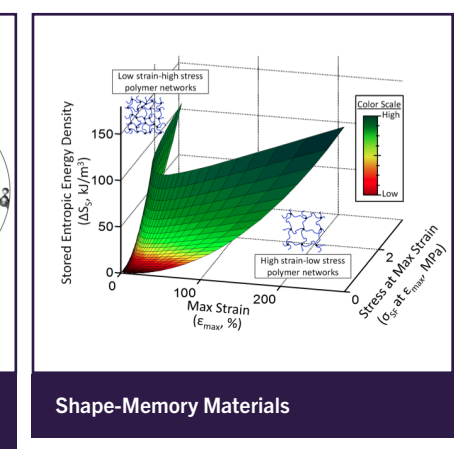 Low strain-high stress
polymer networks
Color Scale
High
Low
Stored Entropic Energy Density
(ΔSₛ, kJ/m³)
150
100
50
0
High strain-low stress
polymer networks
0
100
200
Max Strain
(εₘₐₓ, %)
0
2
Stress at Max Strain
(σ_SF at εₘₐₓ, MPa)
Shape-Memory Materials